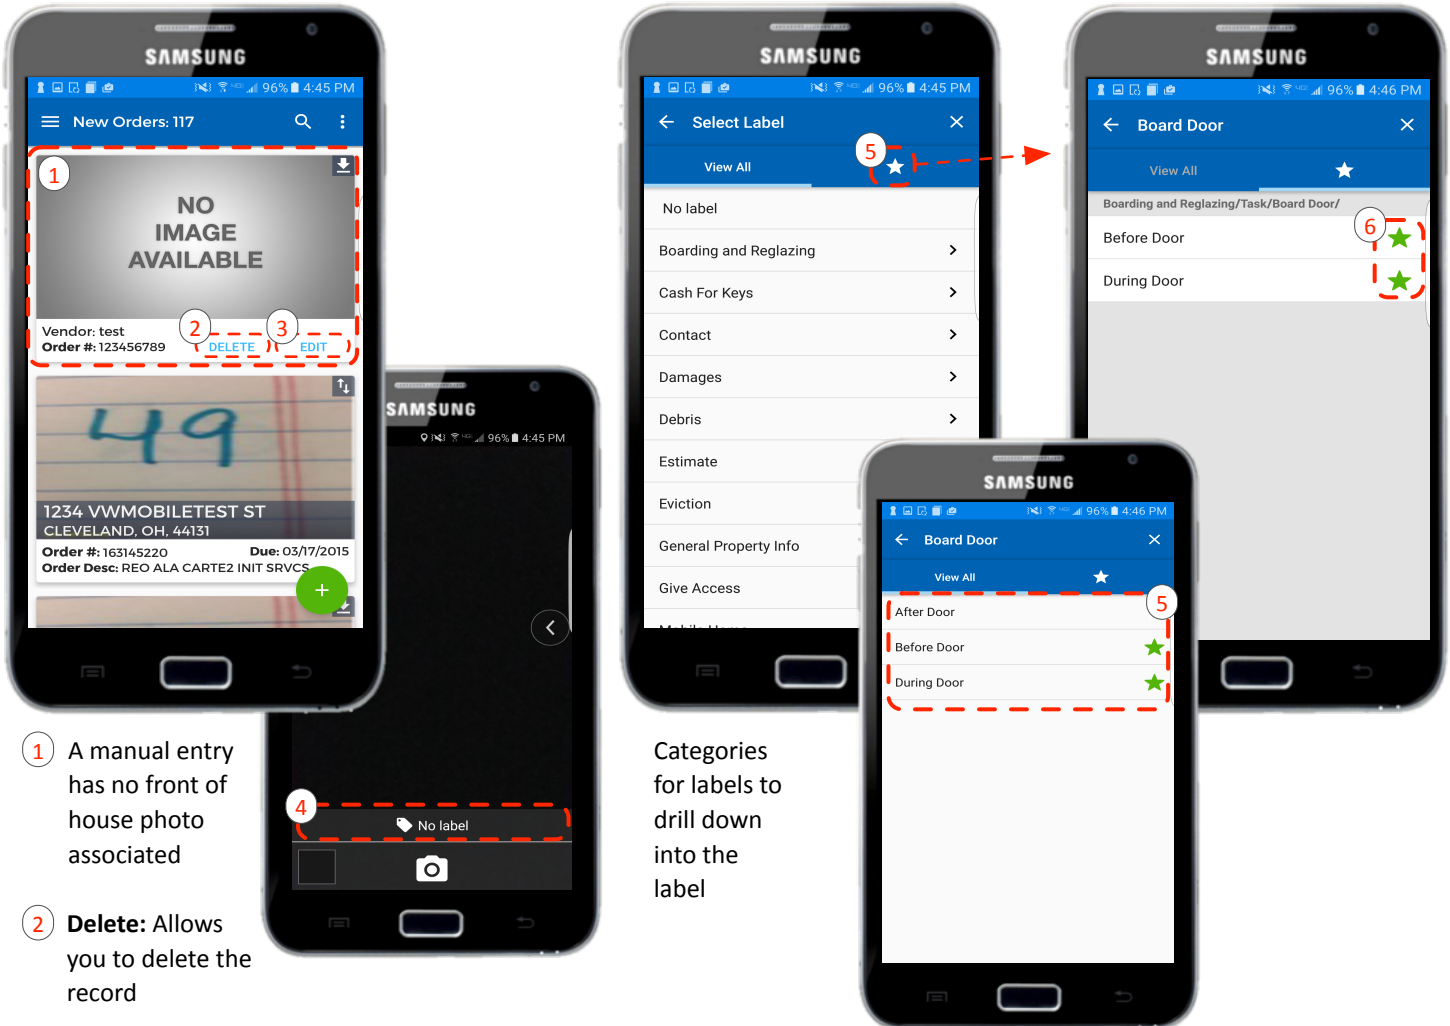 SAMSUNG
96% 4:45 PM
New Orders: 117
1
NO
IMAGE
AVAILABLE
Vendor: test
Order #: 123456789
2
DELETE
3
EDIT
49
1234 VWMOBILETEST ST
CLEVELAND, OH, 44131
Order #: 163145220 Due: 03/17/2015
Order Desc: REO ALA CARTE2 INIT SRVCS
+
SAMSUNG
96% 4:45 PM
4
No label
1 A manual entry
has no front of
house photo
associated
2 Delete: Allows
you to delete the
record
SAMSUNG
96% 4:45 PM
Select Label
View All
5
No label
Boarding and Reglazing
Cash For Keys
Contact
Damages
Debris
Estimate
Eviction
General Property Info
Give Access
Mobile Home
Categories
for labels to
drill down
into the
label
SAMSUNG
96% 4:46 PM
Board Door
View All
5
After Door
Before Door
During Door
SAMSUNG
96% 4:46 PM
Board Door
View All
Boarding and Reglazing/Task/Board Door/
6
Before Door
During Door